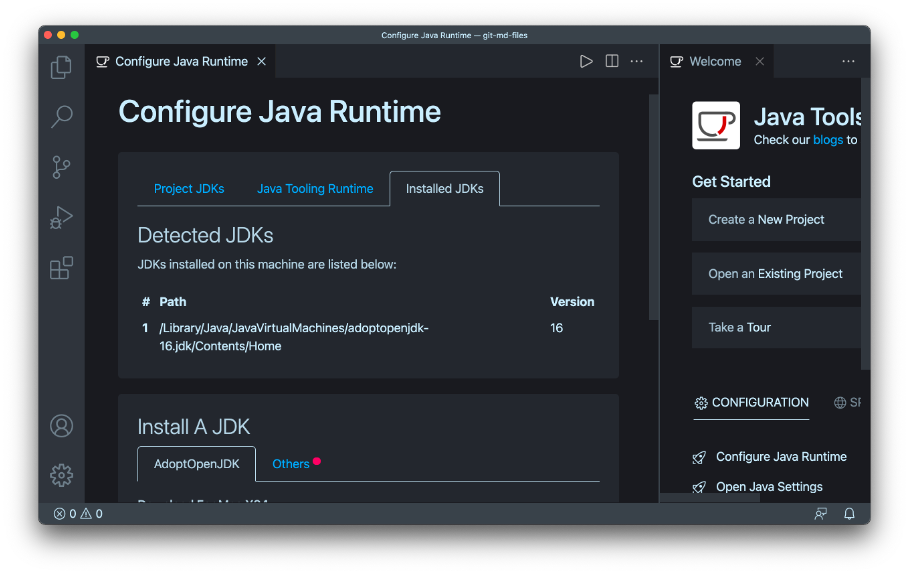 Configure Java Runtime — git-md-files
Configure Java Runtime
Welcome
Configure Java Runtime
Project JDKs
Java Tooling Runtime
Installed JDKs
Detected JDKs
JDKs installed on this machine are listed below:
# Path Version
1 /Library/Java/JavaVirtualMachines/adoptopenjdk- 16
16.jdk/Contents/Home
Install A JDK
AdoptOpenJDK
Others
Java Tools
Check our blogs to
Get Started
Create a New Project
Open an Existing Project
Take a Tour
CONFIGURATION
SP
Configure Java Runtime
Open Java Settings
0 0